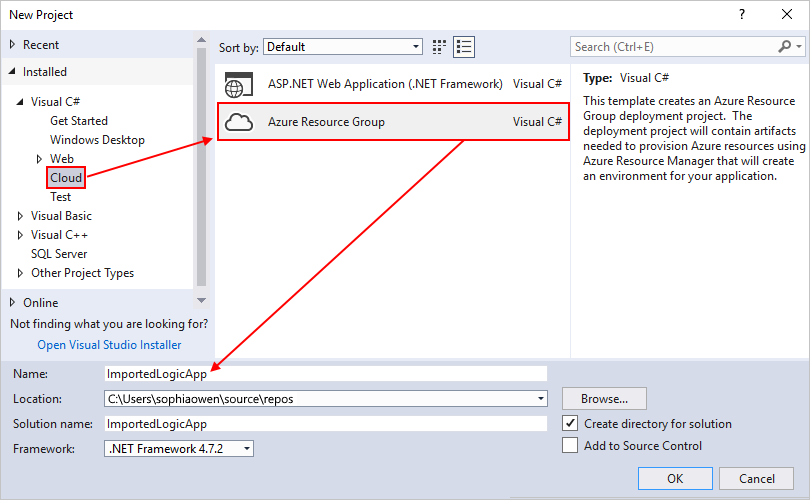 New Project
?
Recent
Installed
Visual C#
Get Started
Windows Desktop
Web
Cloud
Test
Visual Basic
Visual C++
SQL Server
Other Project Types
Online
Not finding what you are looking for?
Open Visual Studio Installer
Sort by: Default
ASP.NET Web Application (.NET Framework) Visual C#
Azure Resource Group Visual C#
Search (Ctrl+E)
Type: Visual C#
This template creates an Azure Resource
Group deployment project. The
deployment project will contain artifacts
needed to provision Azure resources using
Azure Resource Manager that will create
an environment for your application.
Name: ImportedLogicApp
Location: C:\Users\sophiaowen\source\repos Browse...
Solution name: ImportedLogicApp Create directory for solution
Framework: .NET Framework 4.7.2 Add to Source Control
OK Cancel